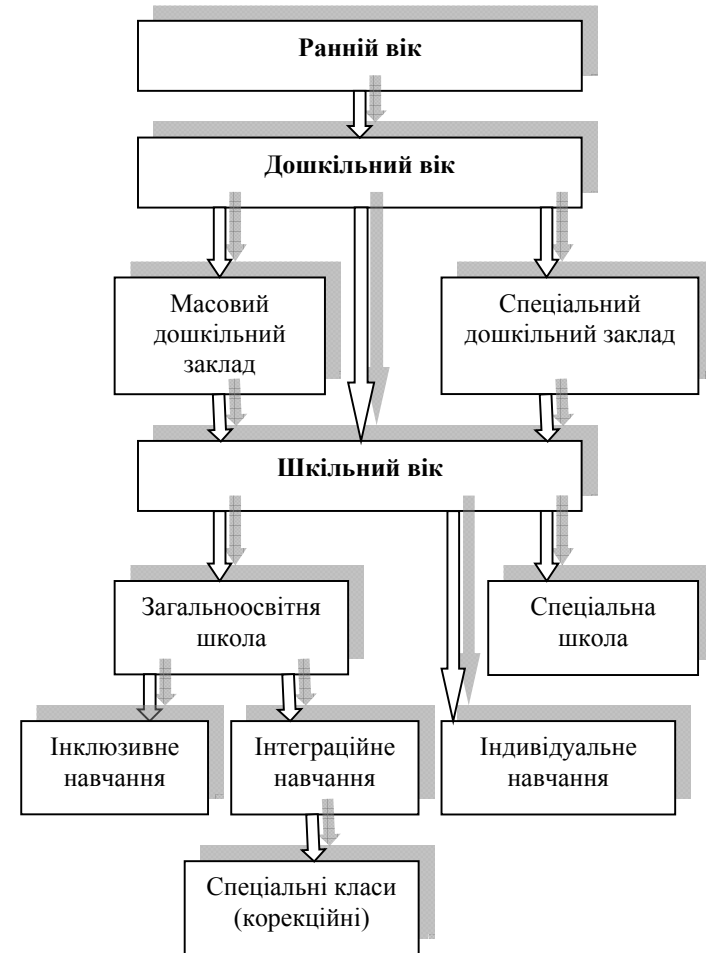 Ранній вік
Дошкільний вік
Масовий
дошкільний
заклад
Спеціальний
дошкільний заклад
Шкільний вік
Загальноосвітня
школа
Спеціальна
школа
Інклюзивне
навчання
Інтеграційне
навчання
Індивідуальне
навчання
Спеціальні класи
(корекційні)